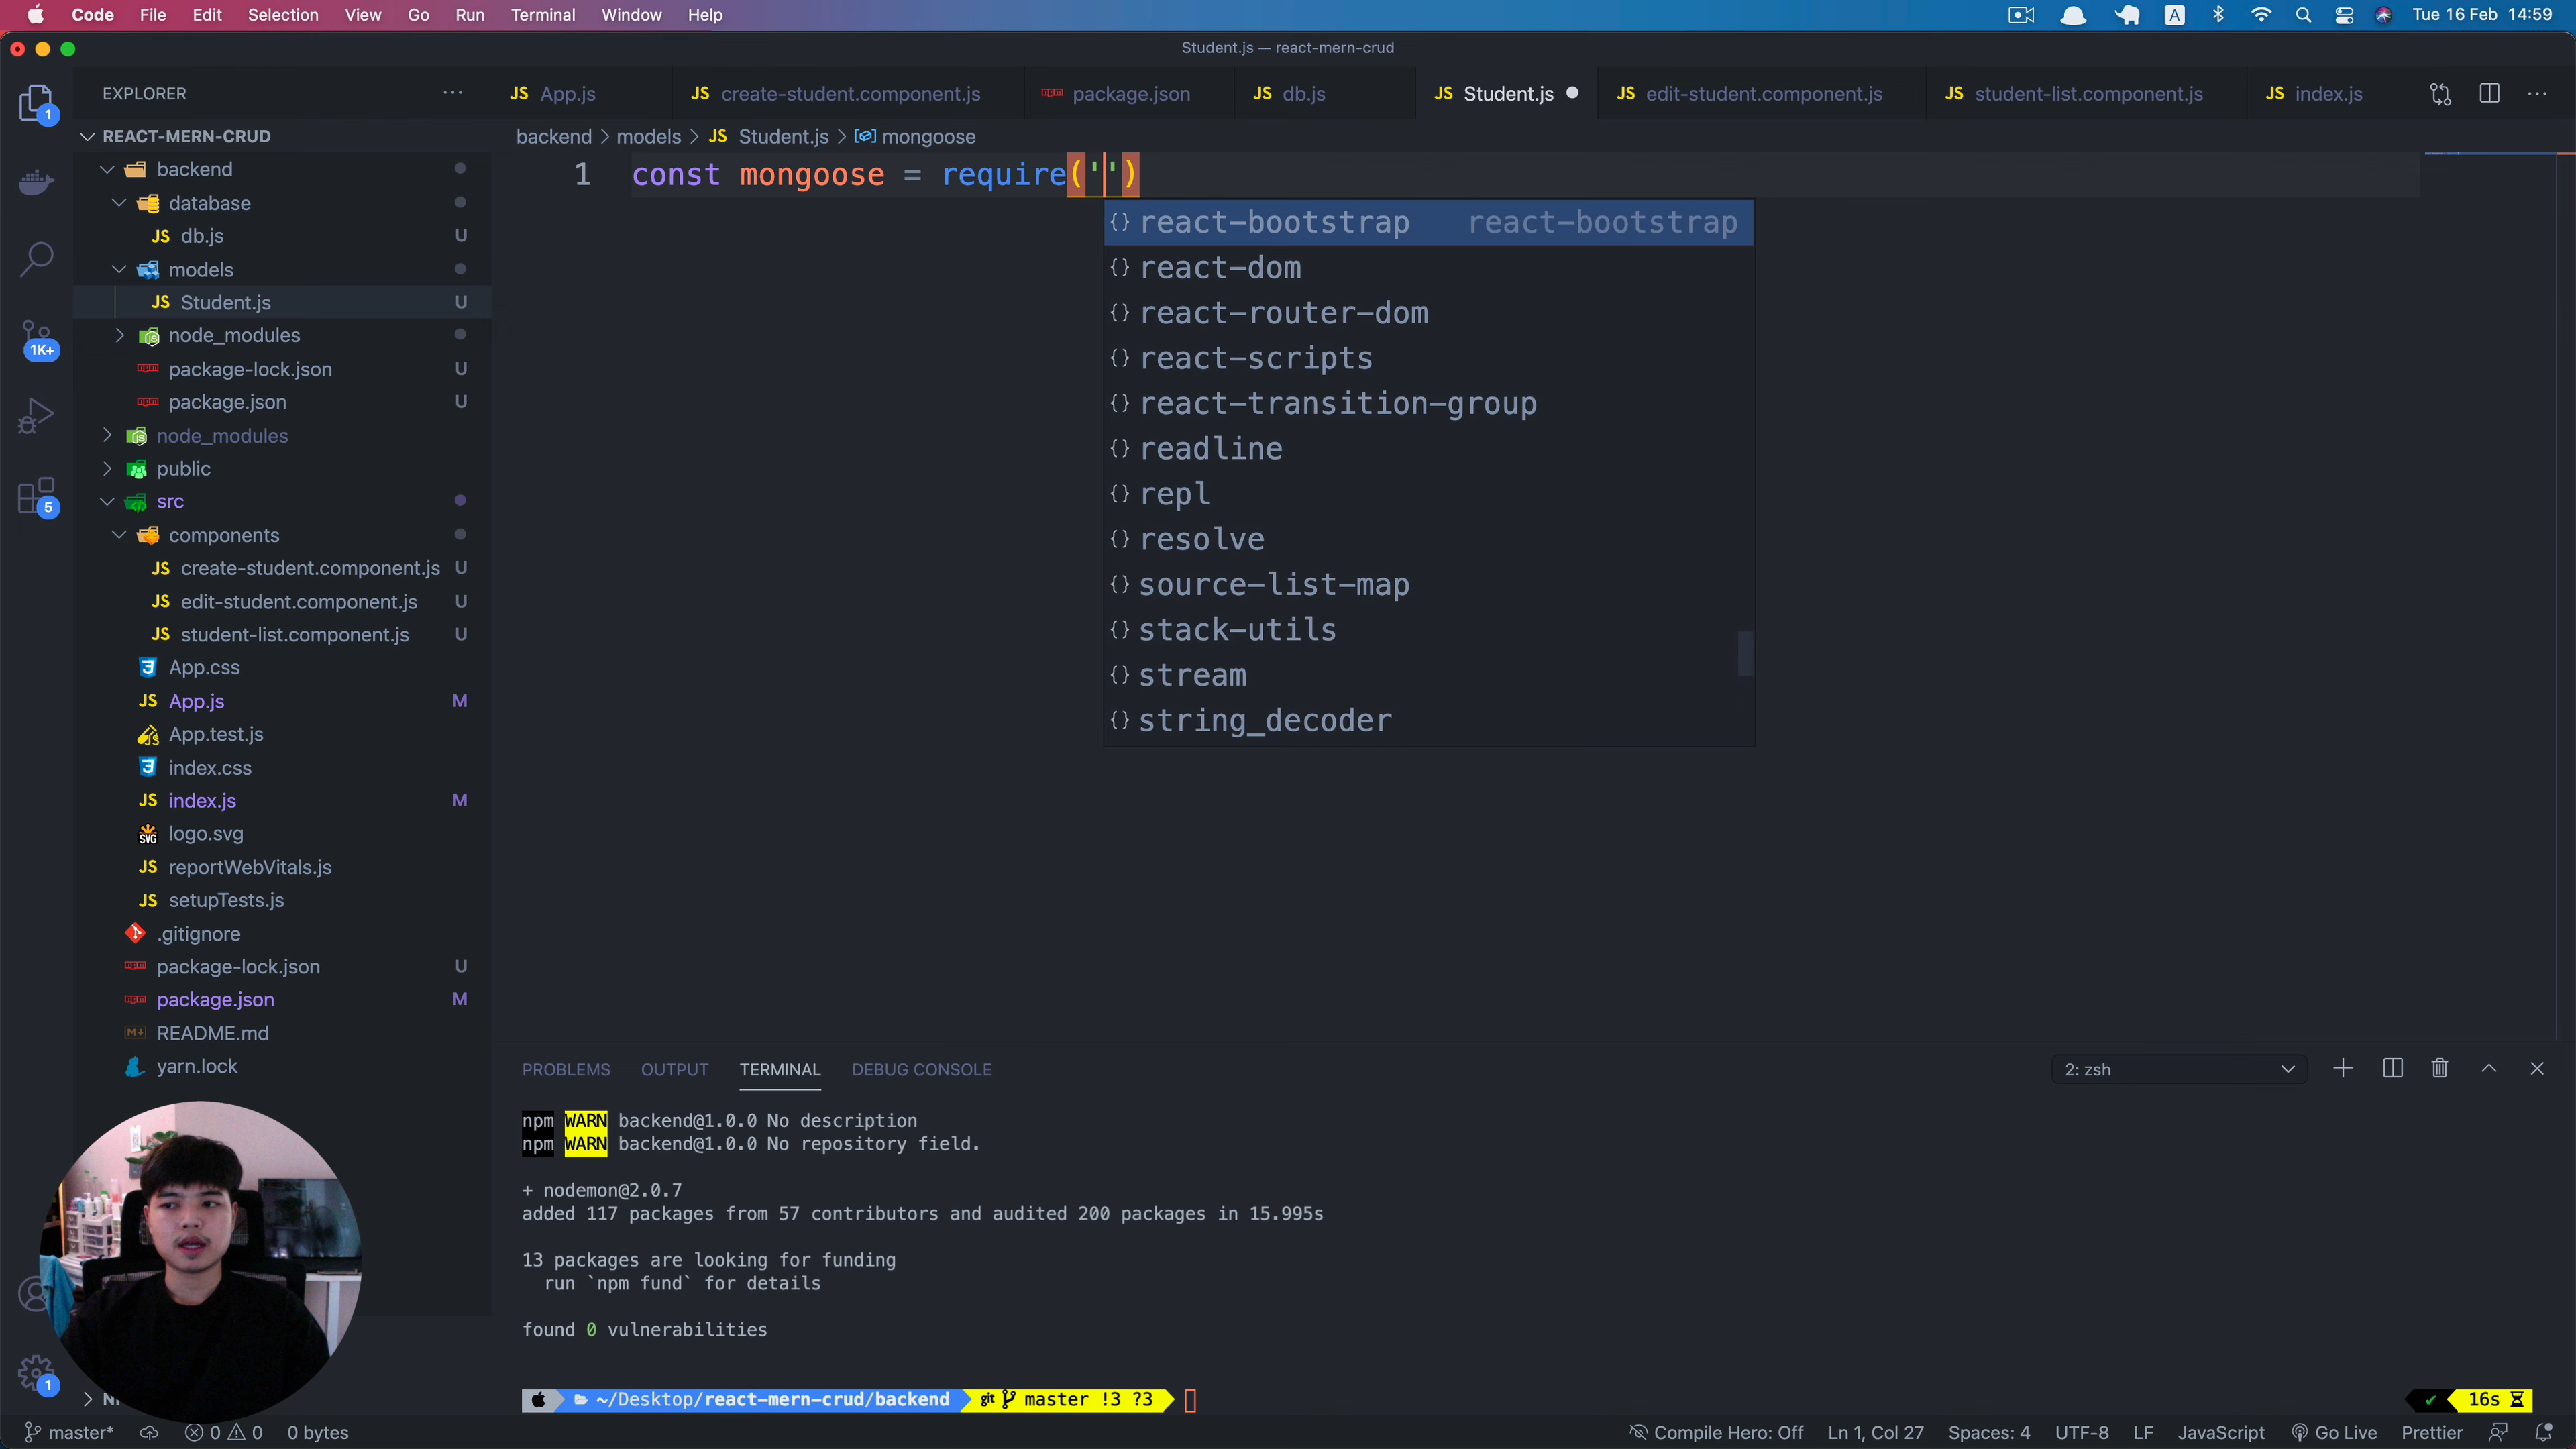 Code File Edit Selection View Go Run Terminal Window Help
A Tue 16 Feb 14:59
Student.js — react-mern-crud
EXPLORER ...
1
JS App.js
JS create-student.component.js
package.json
JS db.js
JS Student.js
JS edit-student.component.js
JS student-list.component.js
JS index.js
REACT-MERN-CRUD
backend > models > JS Student.js > mongoose
1 const mongoose = require('')
backend
database
JS db.js U
models
JS Student.js U
node_modules
package-lock.json U
package.json U
node_modules
public
src
components
JS create-student.component.js U
JS edit-student.component.js U
JS student-list.component.js U
App.css
JS App.js M
App.test.js
index.css
JS index.js M
SVG logo.svg
JS reportWebVitals.js
JS setupTests.js
.gitignore
package-lock.json U
package.json M
README.md
yarn.lock
1K+
5
1
{} react-bootstrap react-bootstrap
{} react-dom
{} react-router-dom
{} react-scripts
{} react-transition-group
{} readline
{} repl
{} resolve
{} source-list-map
{} stack-utils
{} stream
{} string_decoder
PROBLEMS OUTPUT TERMINAL DEBUG CONSOLE
2: zsh
npm WARN backend@1.0.0 No description
npm WARN backend@1.0.0 No repository field.
+ nodemon@2.0.7
added 117 packages from 57 contributors and audited 200 packages in 15.995s
13 packages are looking for funding
run `npm fund` for details
found 0 vulnerabilities
~/Desktop/react-mern-crud/backend git master !3 ?3
✔ 16s
master* 0 0 0 bytes
Compile Hero: Off Ln 1, Col 27 Spaces: 4 UTF-8 LF JavaScript Go Live Prettier